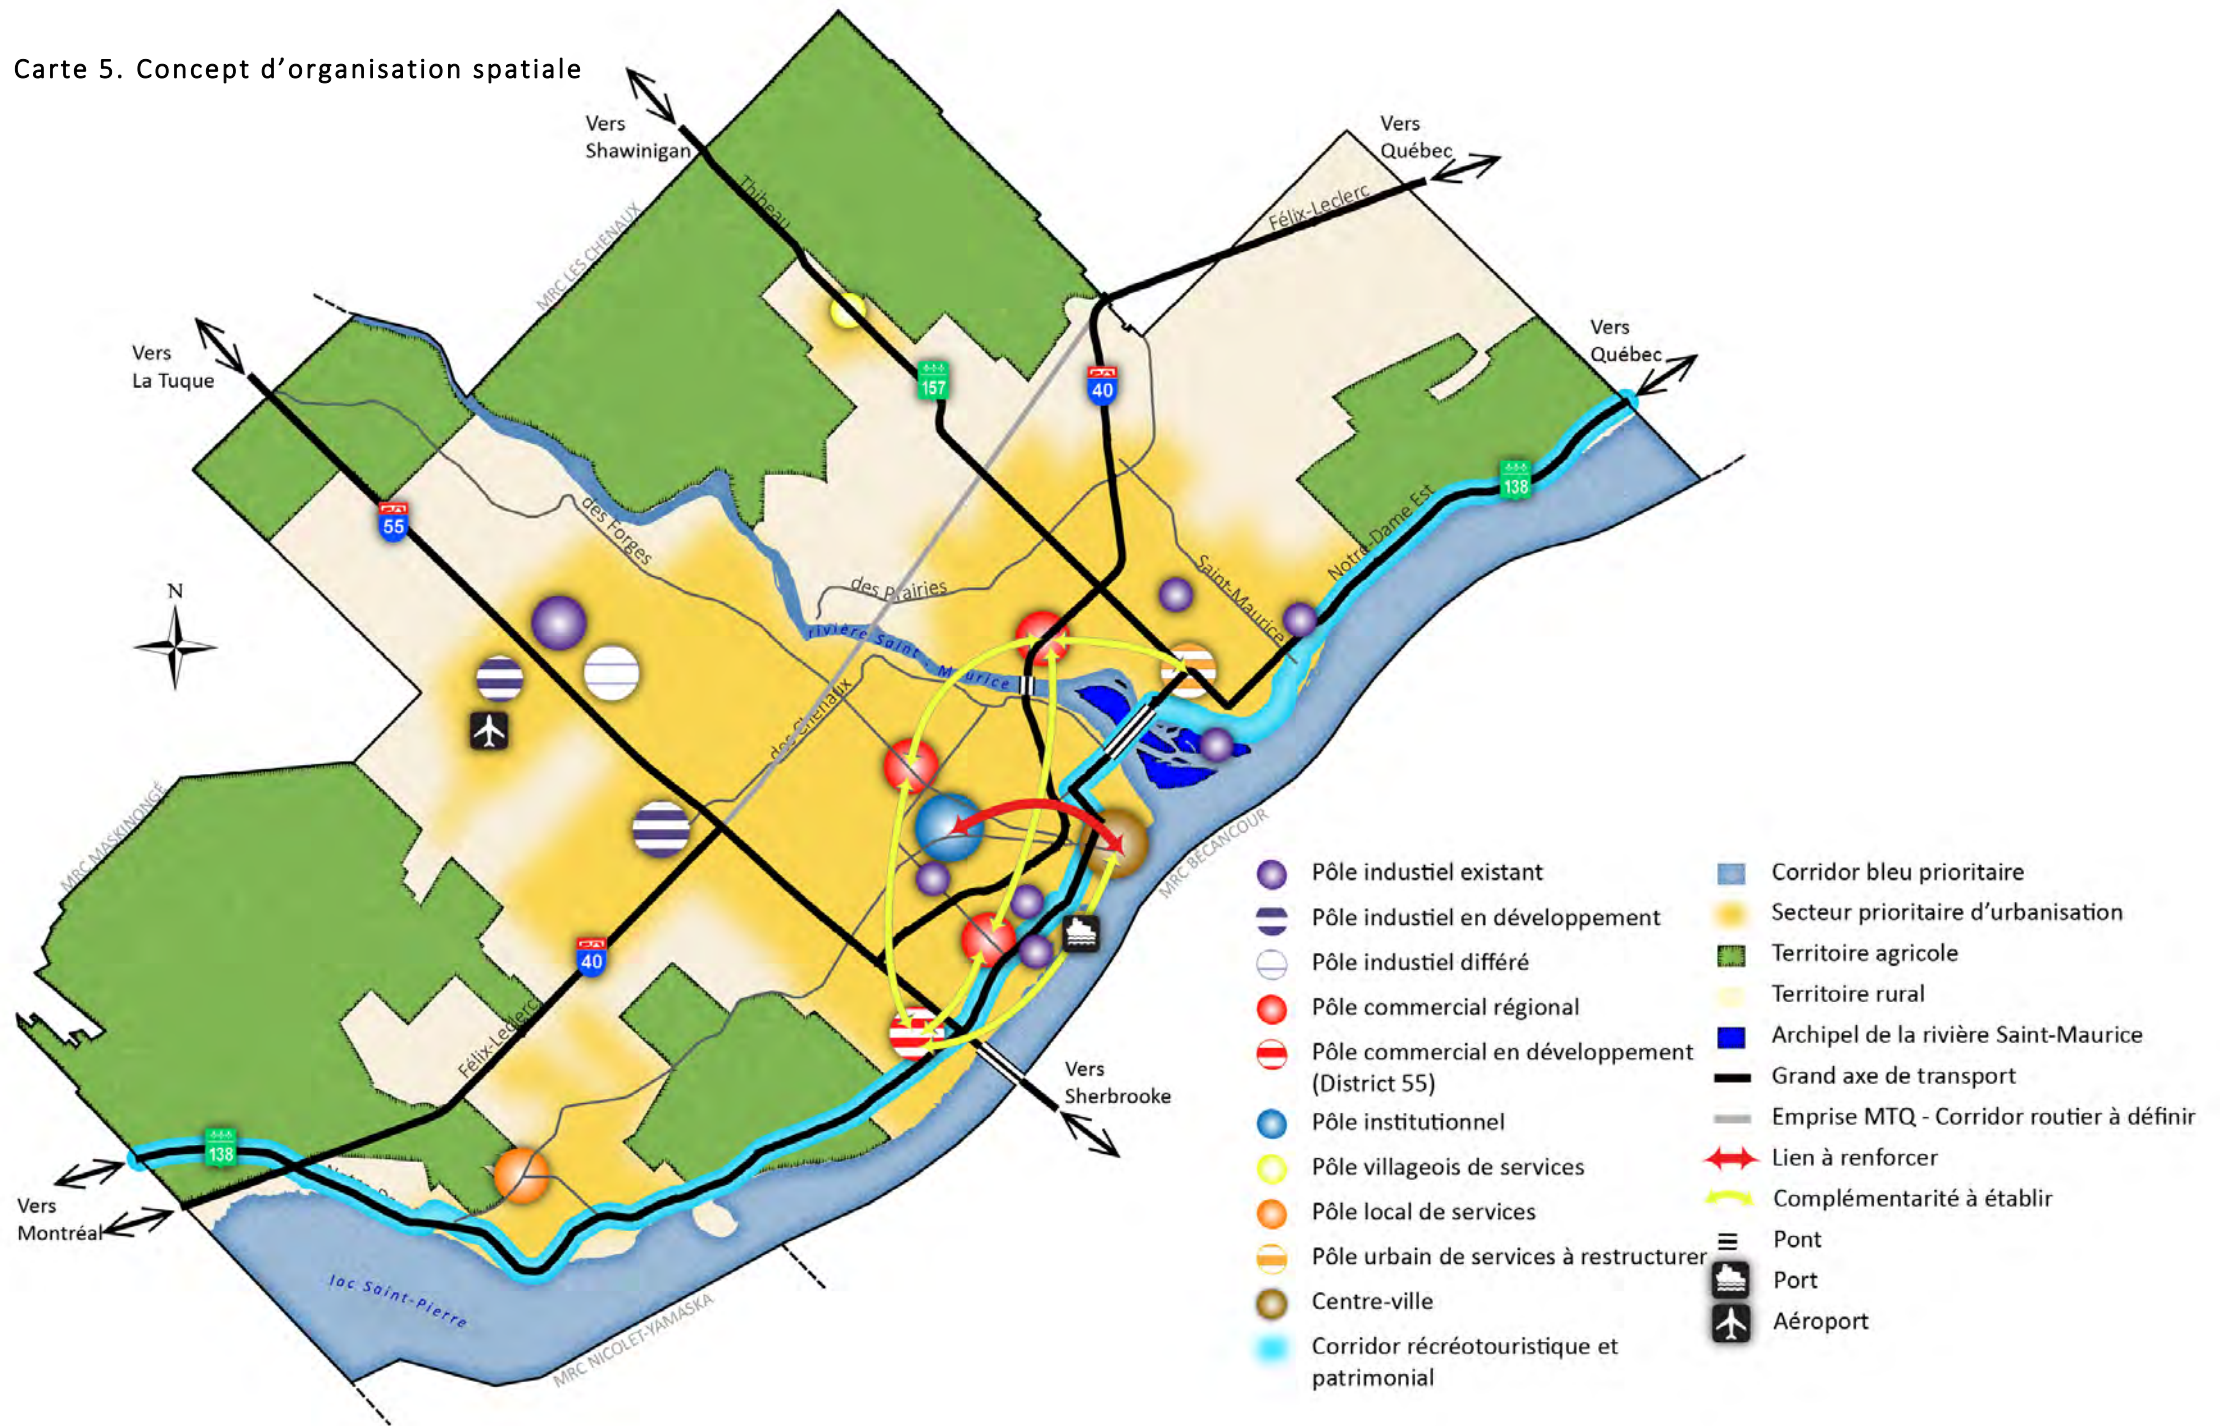 Carte 5. Concept d'organisation spatiale
Vers
Shawinigan
Vers
Québec
Thibeau
Félix-Leclerc
MRC LES CHENAUX
Vers
La Tuque
Vers
Québec
157
40
138
55
des Forges
Notre-Dame Est
N
des Prairies
Saint-Maurice
rivière Saint-Maurice
des Chenaux
MRC MASKINONGÉ
MRC BÉCANCOUR
40
Félix-Leclerc
Vers
Sherbrooke
138
Vers
Montréal
lac Saint-Pierre
MRC NICOLET-YAMASKA
Pôle industiel existant
Pôle industiel en développement
Pôle industiel différé
Pôle commercial régional
Pôle commercial en développement
(District 55)
Pôle institutionnel
Pôle villageois de services
Pôle local de services
Pôle urbain de services à restructurer
Centre-ville
Corridor récréotouristique et
patrimonial
Corridor bleu prioritaire
Secteur prioritaire d'urbanisation
Territoire agricole
Territoire rural
Archipel de la rivière Saint-Maurice
Grand axe de transport
Emprise MTQ - Corridor routier à définir
Lien à renforcer
Complémentarité à établir
Pont
Port
Aéroport